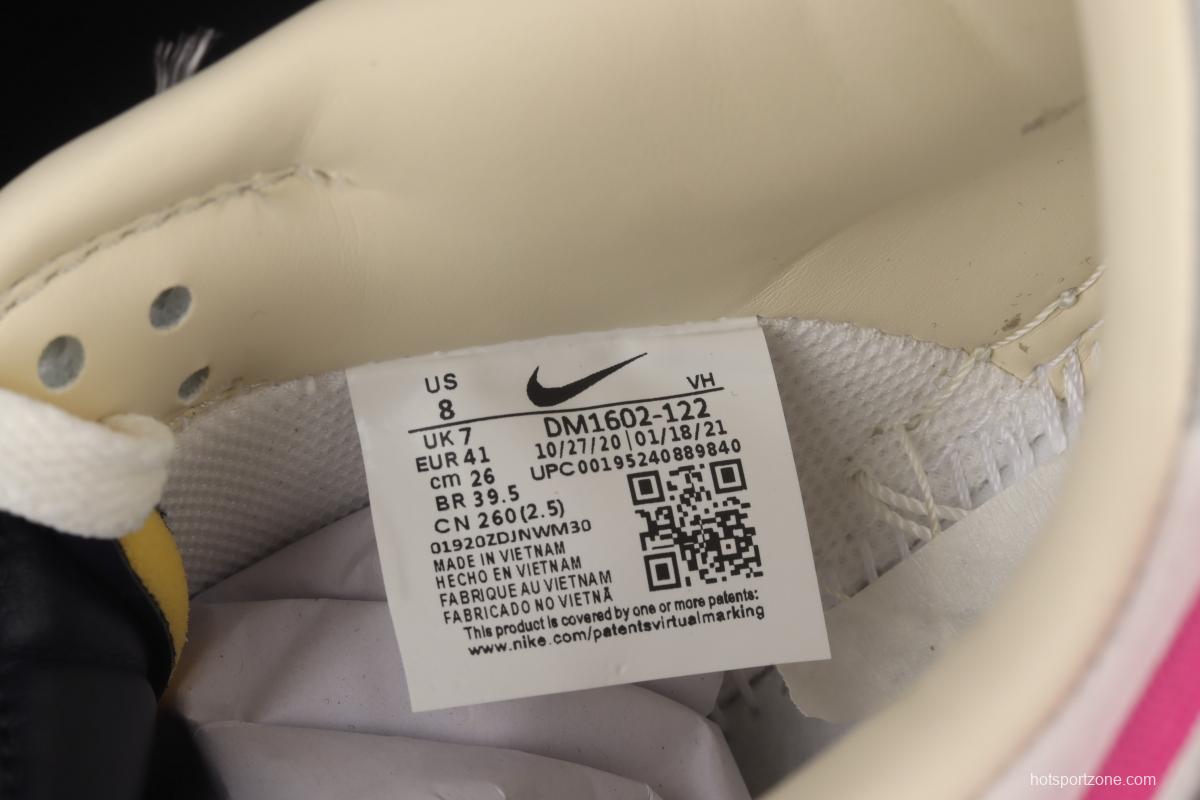 US
8
VH
UK 7
EUR 41
cm 26
BR 39.5
CN 260(2.5)
DM1602-122
10/27/20|01/18/21
UPC00195240889840
01920ZDJNWM30
MADE IN VIETNAM
HECHO EN VIETNAM
FABRIQUE AU VIETNAM
FABRICADO NO VIETNÃ
This product is covered by one or more patents:
www.nike.com/patentsvirtualmarking
hotsportzone.com